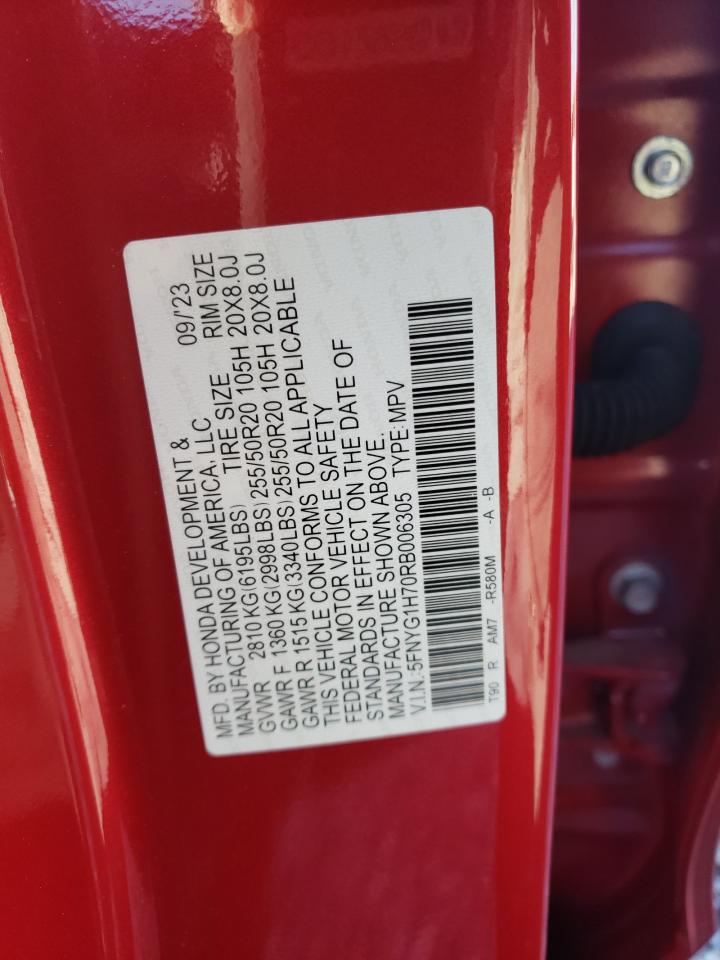 MFD. BY HONDA DEVELOPMENT & 09/'23
MANUFACTURING OF AMERICA, LLC
GVWR 2810 KG(6195LBS) TIRE SIZE RIM SIZE
GAWR F 1360 KG(2998LBS) 255/50R20 105H 20X8.0J
GAWR R 1515 KG(3340LBS) 255/50R20 105H 20X8.0J
THIS VEHICLE CONFORMS TO ALL APPLICABLE
FEDERAL MOTOR VEHICLE SAFETY
STANDARDS IN EFFECT ON THE DATE OF
MANUFACTURE SHOWN ABOVE.
V.I.N.:5FNYG1H70RB006305 TYPE: MPV
T90 R AM7 -R580M -A -B